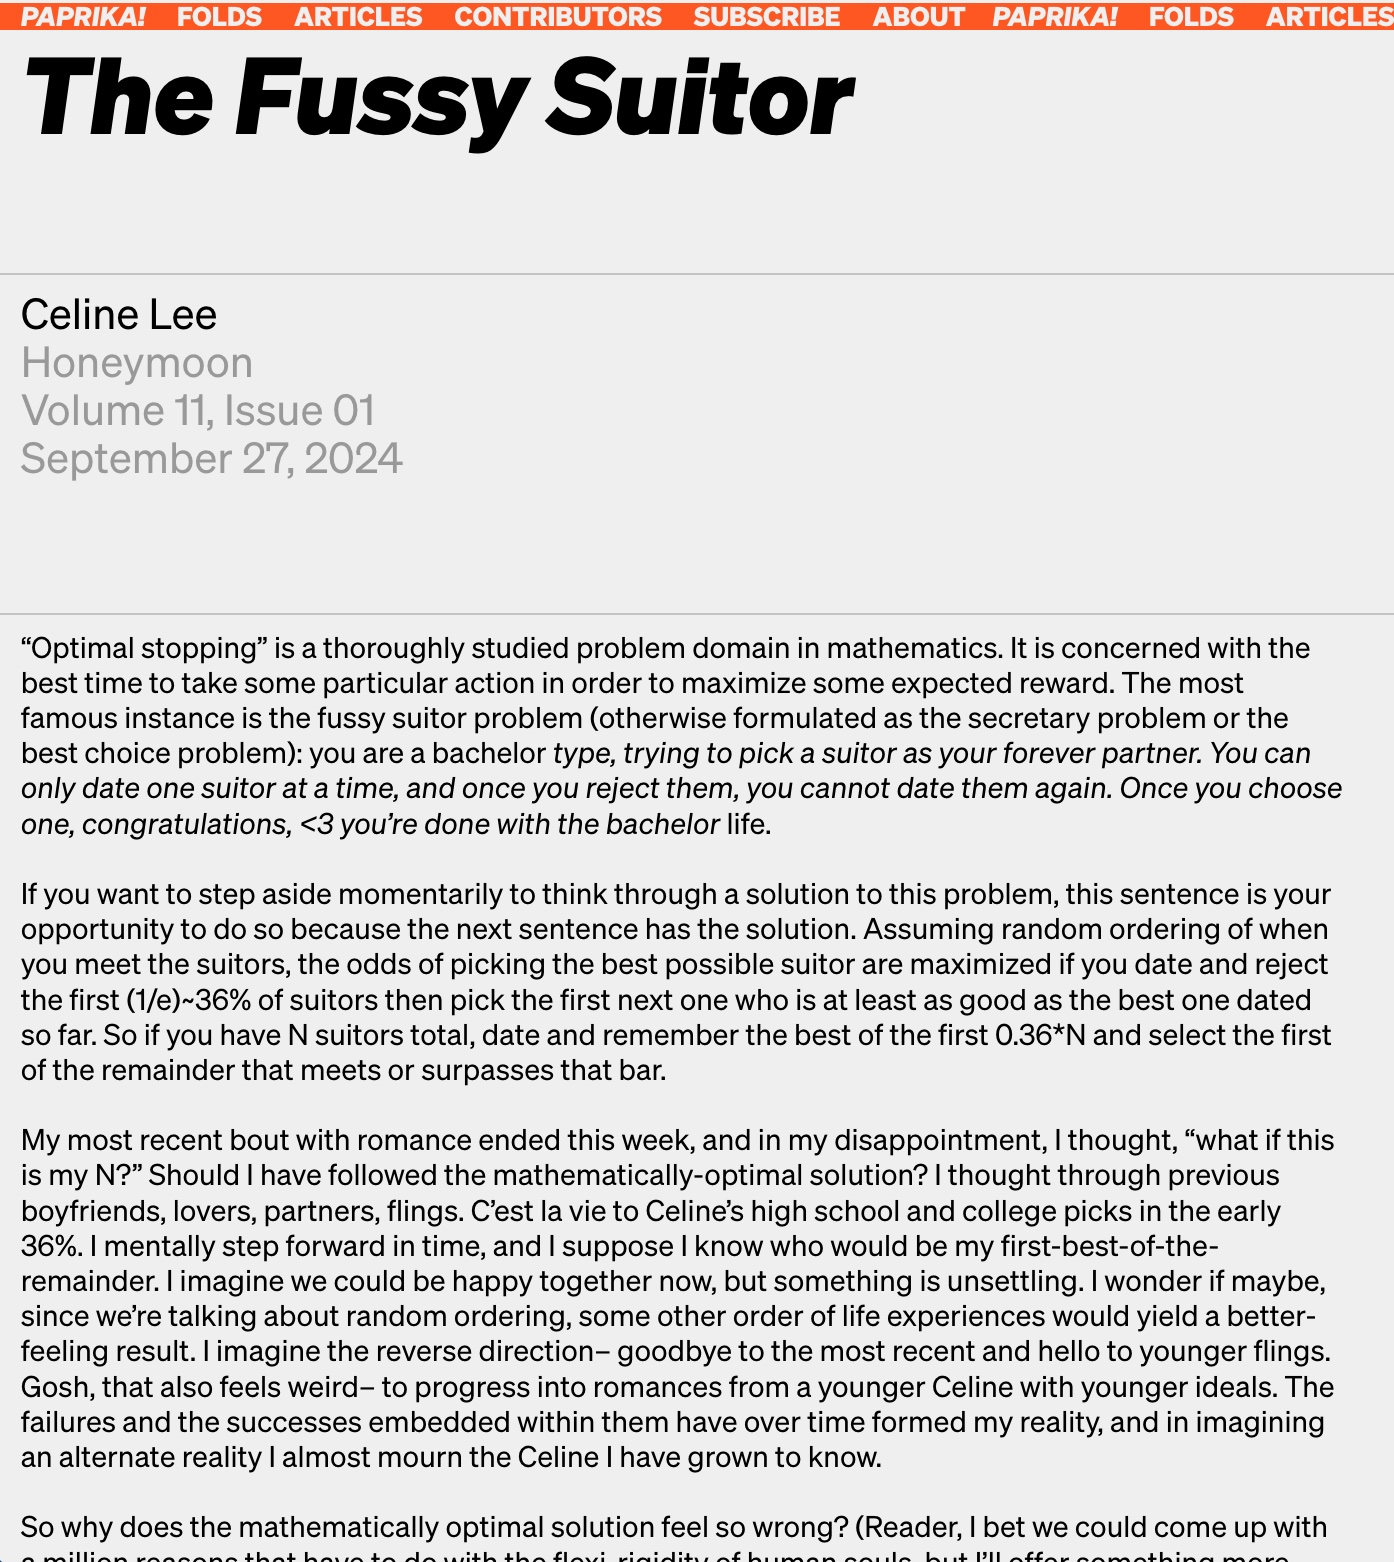 PAPRIKA! FOLDS ARTICLES CONTRIBUTORS SUBSCRIBE ABOUT PAPRIKA! FOLDS ARTICLES
The Fussy Suitor
Celine Lee
Honeymoon
Volume 11, Issue 01
September 27, 2024
“Optimal stopping” is a thoroughly studied problem domain in mathematics. It is concerned with the
best time to take some particular action in order to maximize some expected reward. The most
famous instance is the fussy suitor problem (otherwise formulated as the secretary problem or the
best choice problem): you are a bachelor type, trying to pick a suitor as your forever partner. You can
only date one suitor at a time, and once you reject them, you cannot date them again. Once you choose
one, congratulations, <3 you’re done with the bachelor life.
If you want to step aside momentarily to think through a solution to this problem, this sentence is your
opportunity to do so because the next sentence has the solution. Assuming random ordering of when
you meet the suitors, the odds of picking the best possible suitor are maximized if you date and reject
the first (1/e)~36% of suitors then pick the first next one who is at least as good as the best one dated
so far. So if you have N suitors total, date and remember the best of the first 0.36*N and select the first
of the remainder that meets or surpasses that bar.
My most recent bout with romance ended this week, and in my disappointment, I thought, “what if this
is my N?” Should I have followed the mathematically-optimal solution? I thought through previous
boyfriends, lovers, partners, flings. C’est la vie to Celine’s high school and college picks in the early
36%. I mentally step forward in time, and I suppose I know who would be my first-best-of-the-
remainder. I imagine we could be happy together now, but something is unsettling. I wonder if maybe,
since we’re talking about random ordering, some other order of life experiences would yield a better-
feeling result. I imagine the reverse direction– goodbye to the most recent and hello to younger flings.
Gosh, that also feels weird– to progress into romances from a younger Celine with younger ideals. The
failures and the successes embedded within them have over time formed my reality, and in imagining
an alternate reality I almost mourn the Celine I have grown to know.
So why does the mathematically optimal solution feel so wrong? (Reader, I bet we could come up with
a million reasons that have to do with the flexi-rigidity of human souls, but I’ll offer something more